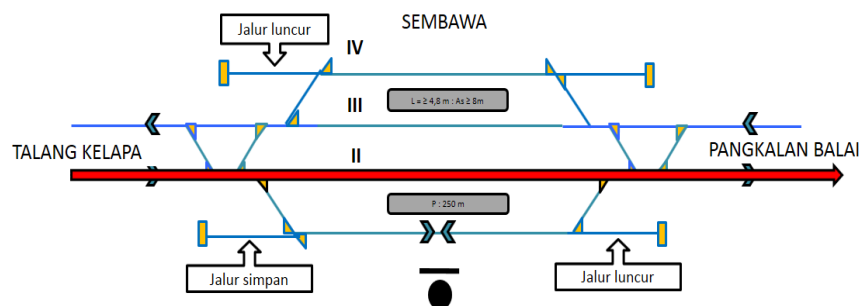 SEMBAWA
Jalur luncur
IV
L = ≥ 4,8 m : As ≥ 8m
III
TALANG KELAPA
II
PANGKALAN BALAI
P : 250 m
Jalur simpan
Jalur luncur